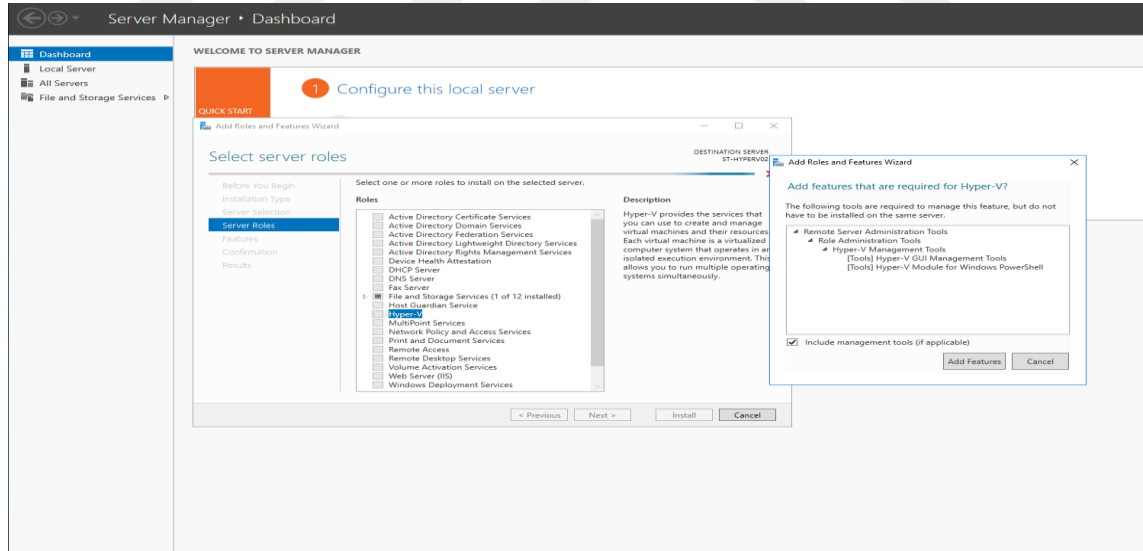 Server Manager • Dashboard
Dashboard
Local Server
All Servers
File and Storage Services
WELCOME TO SERVER MANAGER
1 Configure this local server
QUICK START
Add Roles and Features Wizard
Select server roles
DESTINATION SERVER
ST-HYPERV02
Before You Begin
Installation Type
Server Selection
Server Roles
Features
Confirmation
Results
Select one or more roles to install on the selected server.
Roles
Active Directory Certificate Services
Active Directory Domain Services
Active Directory Federation Services
Active Directory Lightweight Directory Services
Active Directory Rights Management Services
Device Health Attestation
DHCP Server
DNS Server
Fax Server
File and Storage Services (1 of 12 installed)
Host Guardian Service
Hyper-V
MultiPoint Services
Network Policy and Access Services
Print and Document Services
Remote Access
Remote Desktop Services
Volume Activation Services
Web Server (IIS)
Windows Deployment Services
Description
Hyper-V provides the services that
you can use to create and manage
virtual machines and their resources.
Each virtual machine is a virtualized
computer system that operates in an
isolated execution environment. This
allows you to run multiple operating
systems simultaneously.
< Previous
Next >
Install
Cancel
Add Roles and Features Wizard
Add features that are required for Hyper-V?
The following tools are required to manage this feature, but do not
have to be installed on the same server.
Remote Server Administration Tools
Role Administration Tools
Hyper-V Management Tools
[Tools] Hyper-V GUI Management Tools
[Tools] Hyper-V Module for Windows PowerShell
Include management tools (if applicable)
Add Features
Cancel